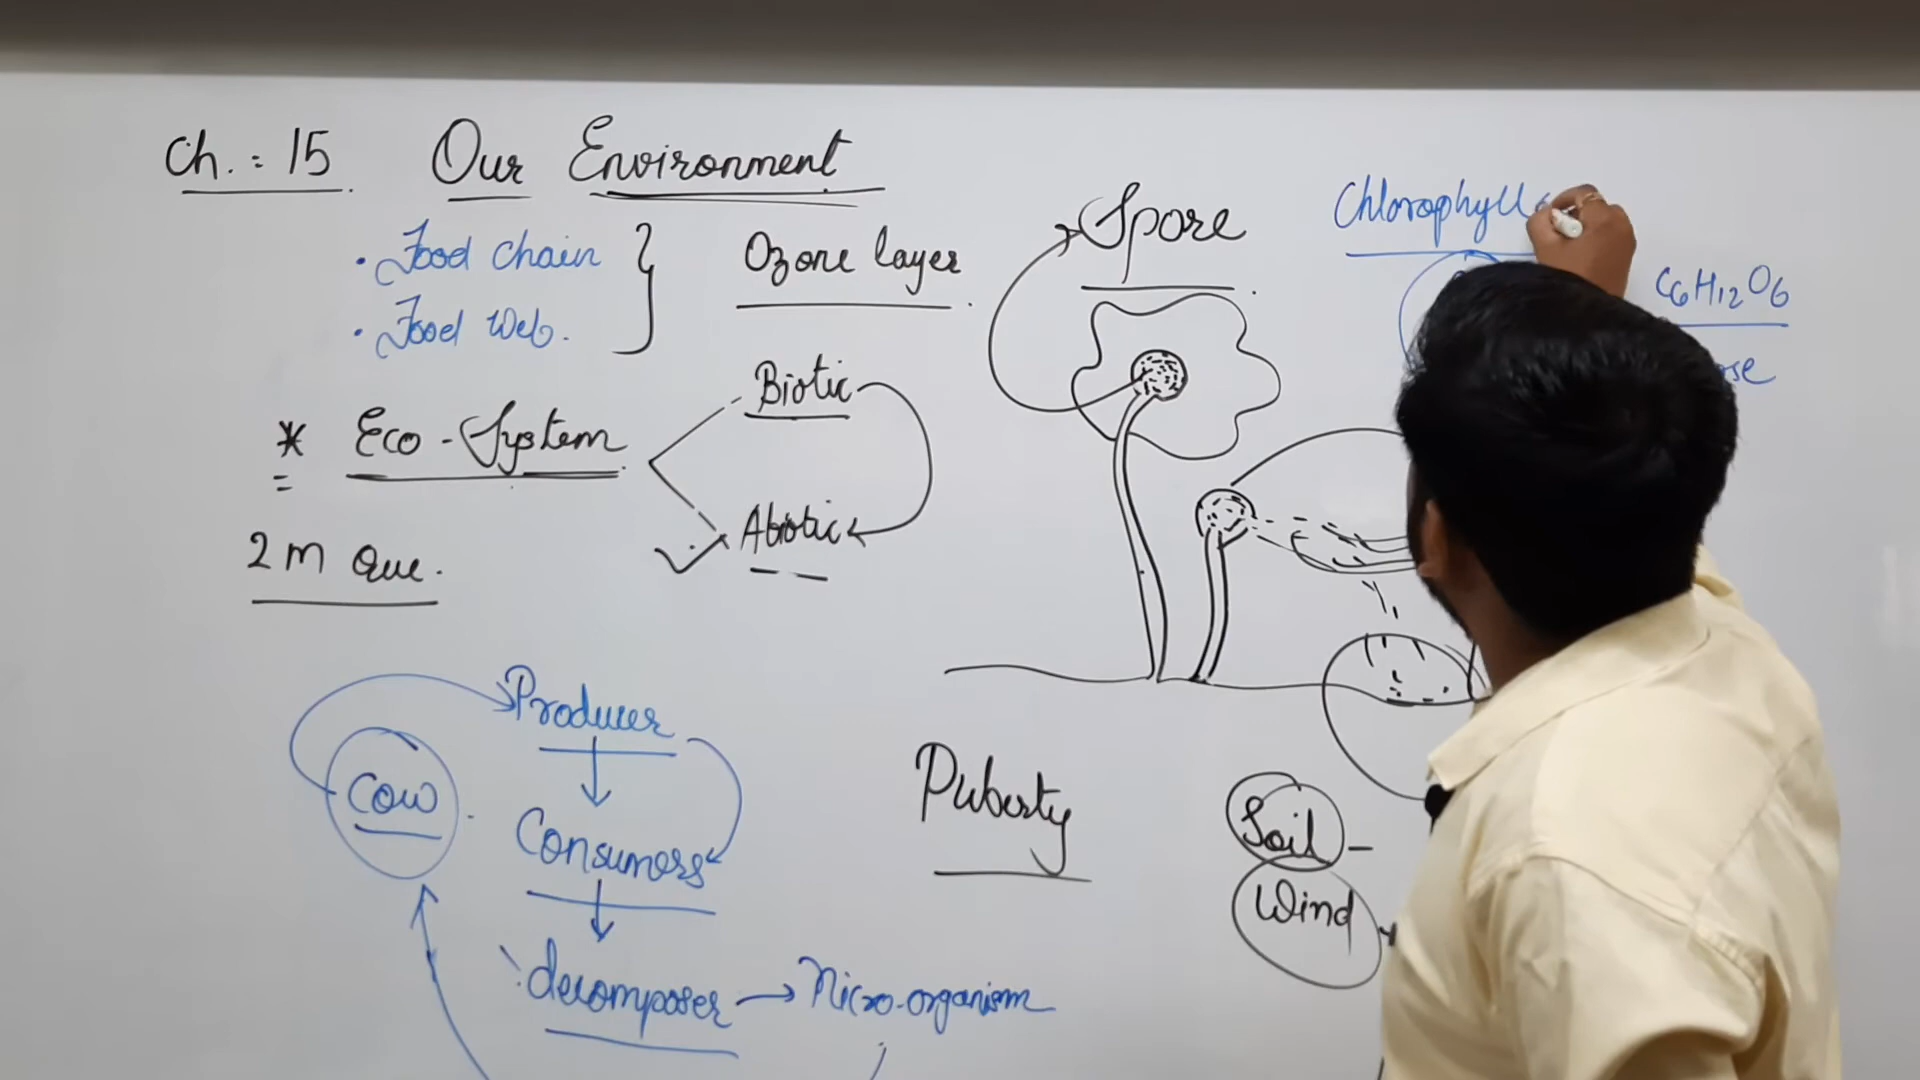 Ch. : 15 Our Environment
• Food Chain
• Food Web.
Ozone layer
* Eco-System
Biotic
Abiotic
2 M Que.
Producer
Cow
Consumers
decomposer → Micro-organism
Spore
Puberty
Soil -
Wind
Chlorophyll
C6H12O6